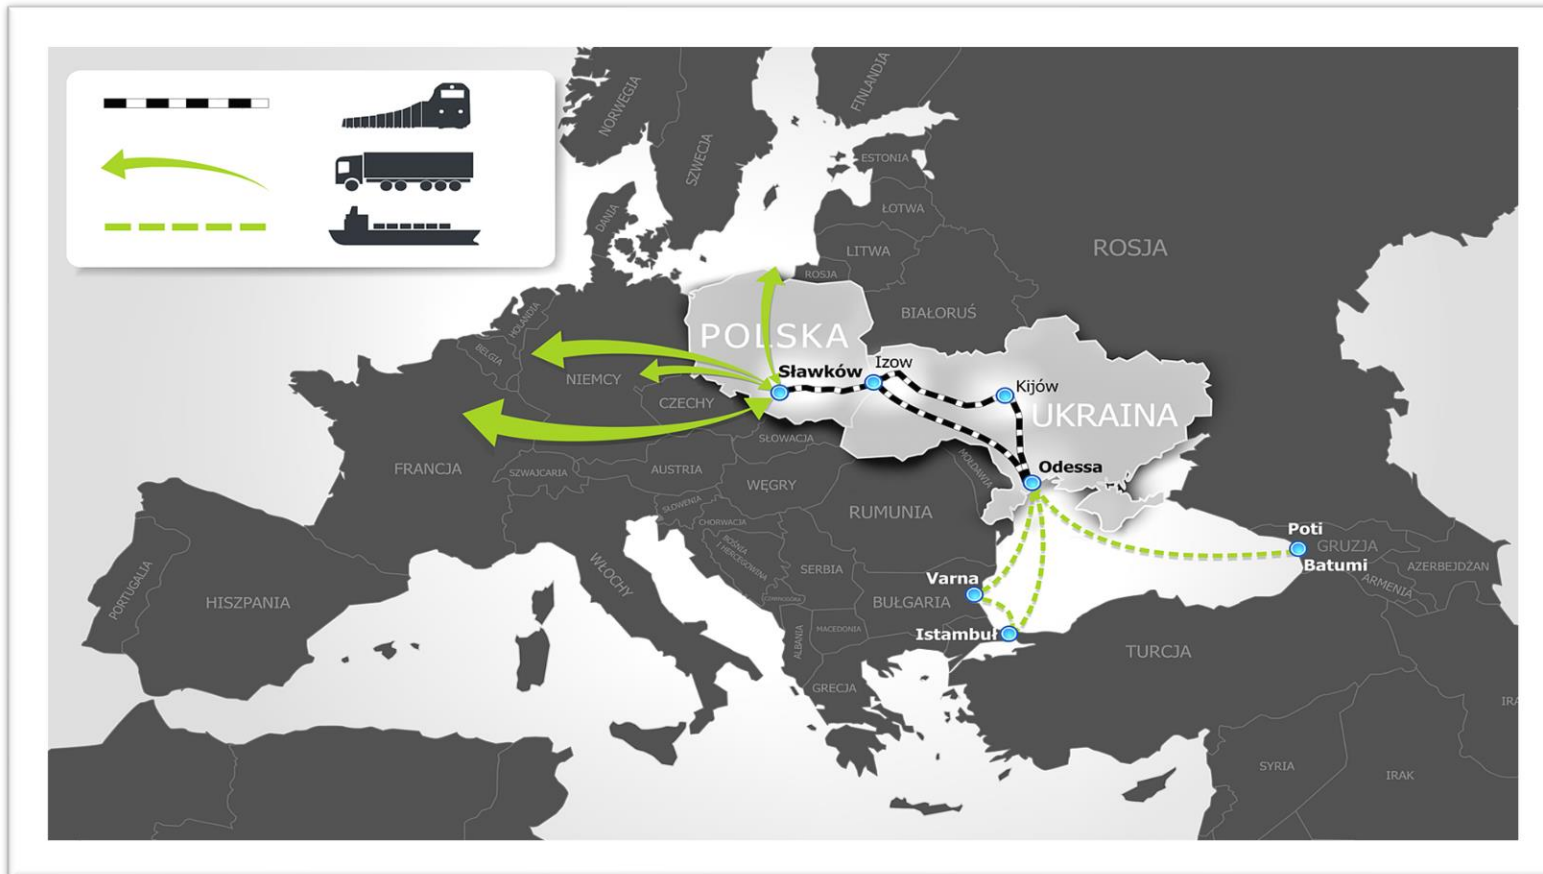 NORWEGIA
SZWECJA
FINLANDIA
ESTONIA
ŁOTWA
LITWA
ROSJA
DANIA
ROSJA
BIAŁORUŚ
HOLANDIA
BELGIA
NIEMCY
POLSKA
Sławków
Izow
Kijów
UKRAINA
CZECHY
SŁOWACJA
Odessa
MOŁDAWIA
FRANCJA
SZWAJCARIA
AUSTRIA
WĘGRY
RUMUNIA
SŁOWENIA
CHORWACJA
BOŚNIA
I HERCEGOWINA
WŁOCHY
SERBIA
Poti
GRUZJA
Batumi
AZERBEJDŻAN
ARMENIA
Varna
BUŁGARIA
PORTUGALIA
HISZPANIA
CZARNOGÓRA
ALBANIA
MACEDONIA
Istambuł
TURCJA
GRECJA
SYRIA
IRAK